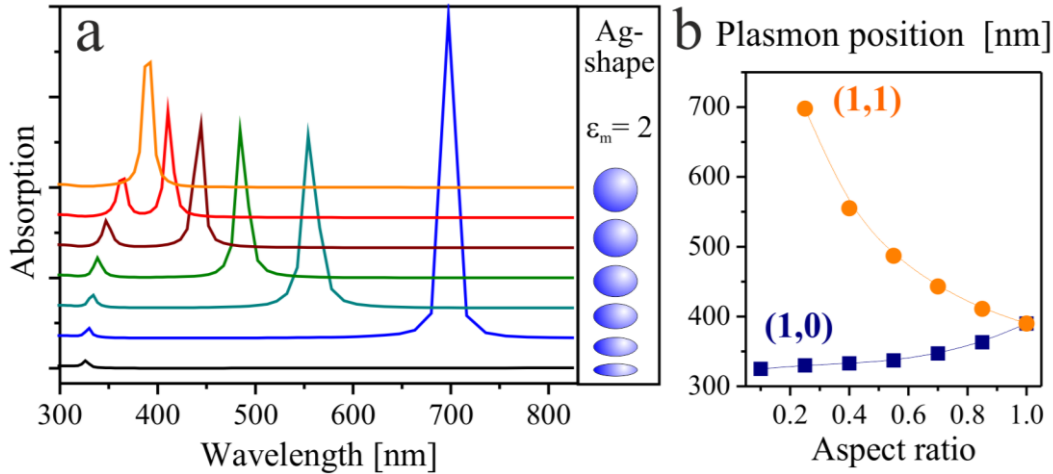 a
Absorption
300 400 500 600 700 800
Wavelength [nm]
Ag-
shape
εm= 2
b Plasmon position [nm]
700
600
500
400
300
(1,1)
(1,0)
0.2 0.4 0.6 0.8 1.0
Aspect ratio